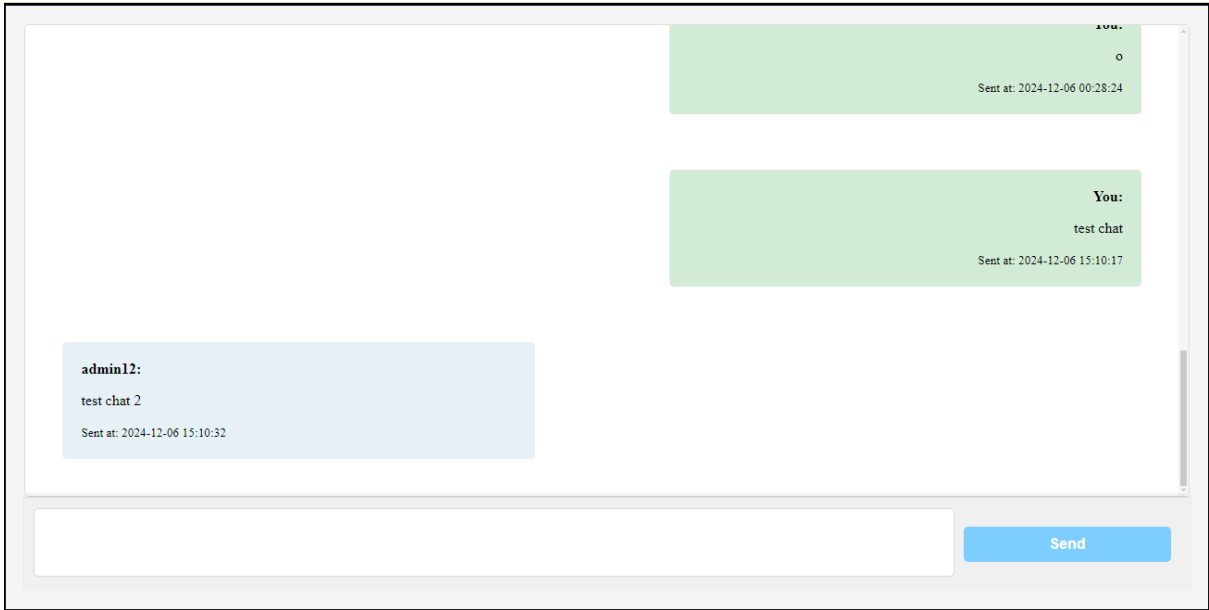 You:
o
Sent at: 2024-12-06 00:28:24
You:
test chat
Sent at: 2024-12-06 15:10:17
admin12:
test chat 2
Sent at: 2024-12-06 15:10:32
Send